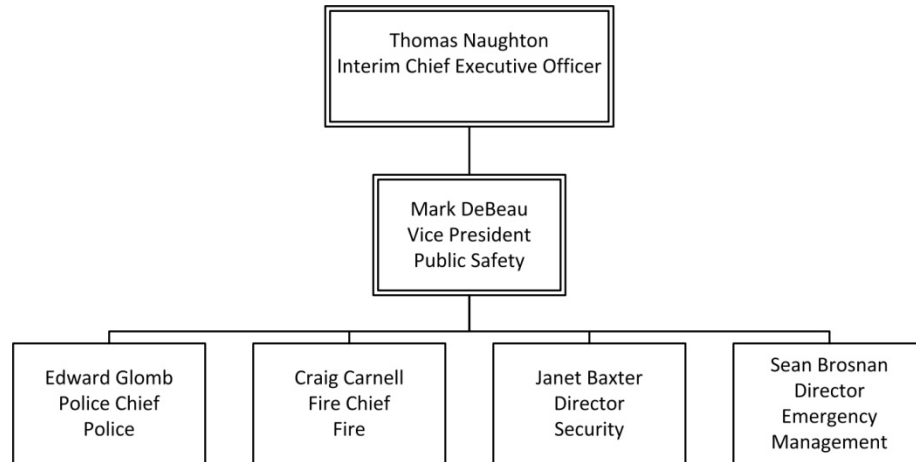 Thomas Naughton
Interim Chief Executive Officer
Mark DeBeau
Vice President
Public Safety
Edward Glomb
Police Chief
Police
Craig Carnell
Fire Chief
Fire
Janet Baxter
Director
Security
Sean Brosnan
Director
Emergency
Management